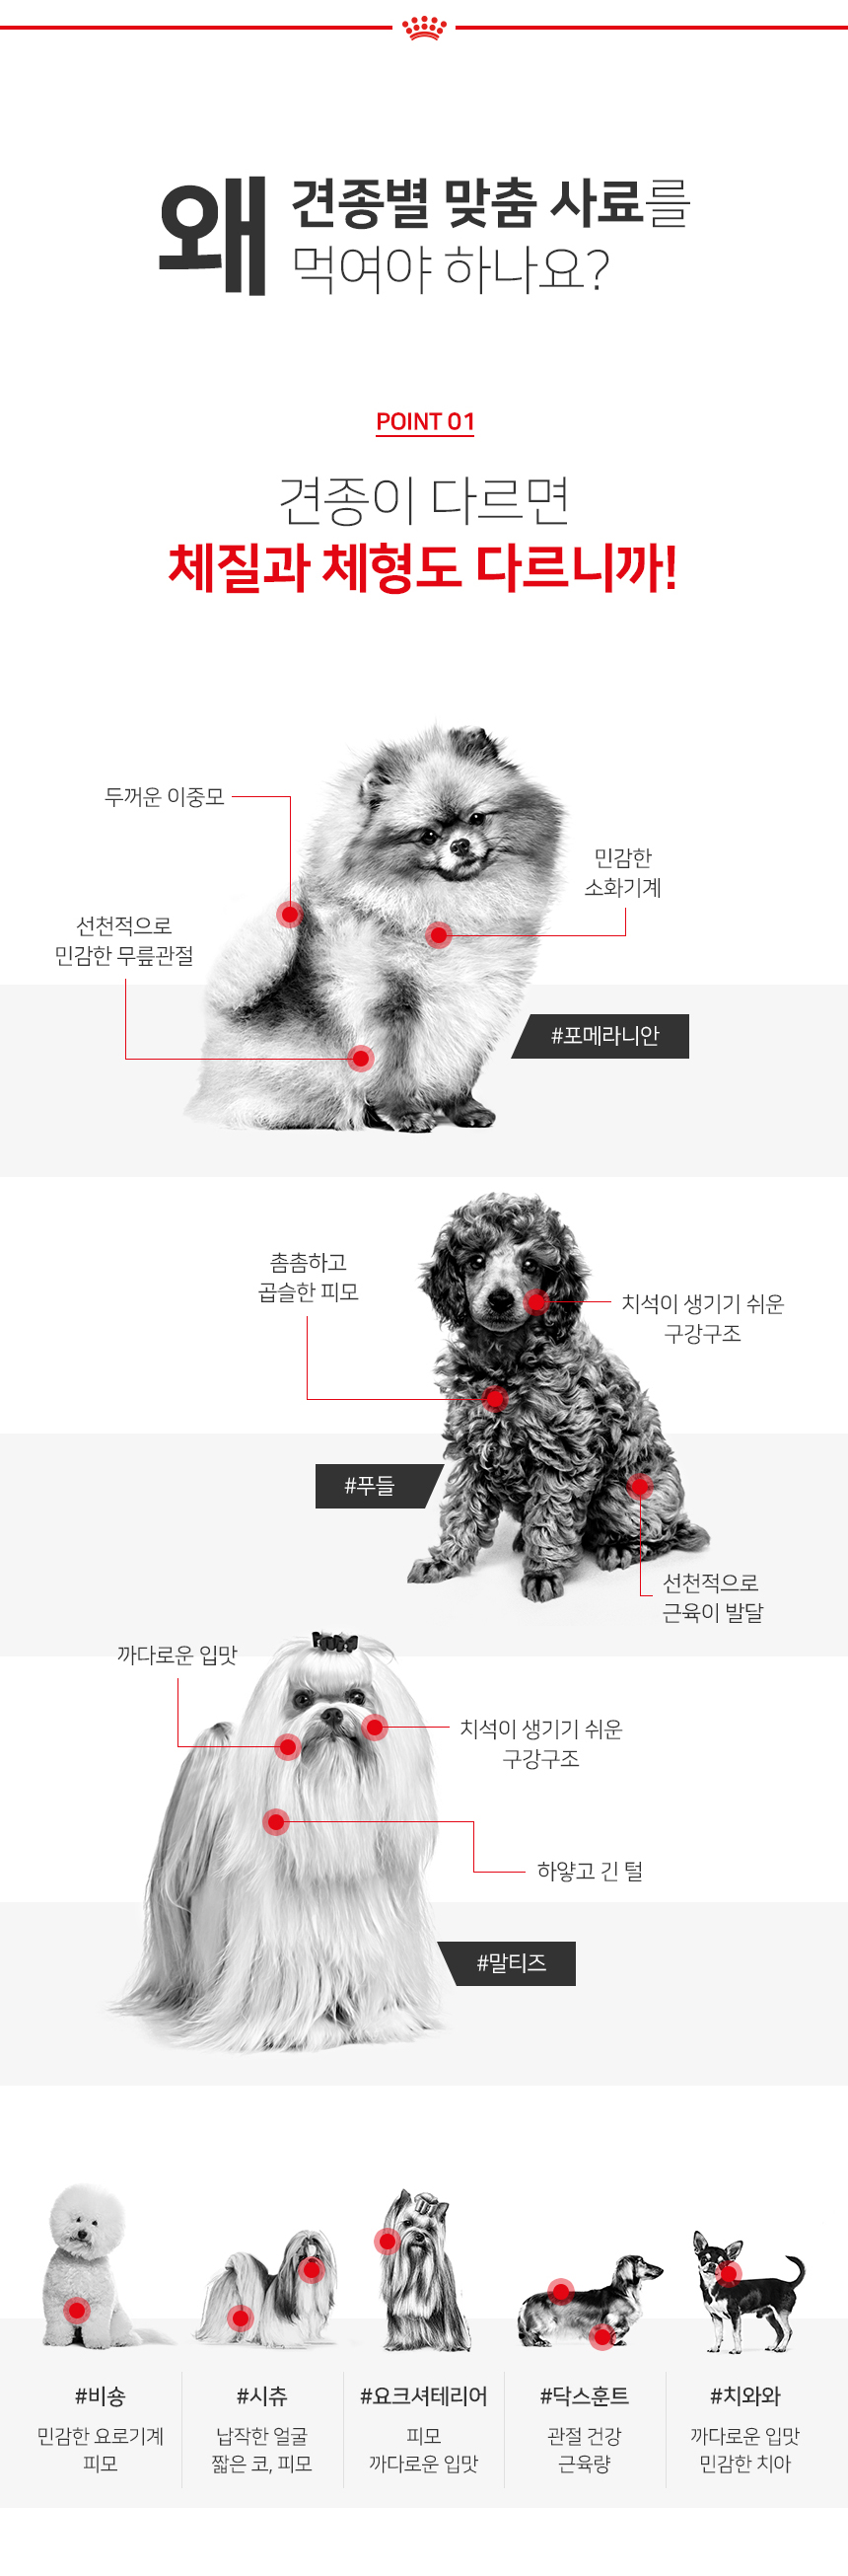 왜 견종별 맞춤 사료를
먹여야 하나요?
POINT 01
견종이 다르면
체질과 체형도 다르니까!
두꺼운 이중모
민감한
소화기계
선천적으로
민감한 무릎관절
#포메라니안
촘촘하고
곱슬한 피모
치석이 생기기 쉬운
구강구조
#푸들
선천적으로
근육이 발달
까다로운 입맛
치석이 생기기 쉬운
구강구조
하얗고 긴 털
#말티즈
#비숑
민감한 요로기계
피모
#시츄
납작한 얼굴
짧은 코, 피모
#요크셔테리어
피모
까다로운 입맛
#닥스훈트
관절 건강
근육량
#치와와
까다로운 입맛
민감한 치아